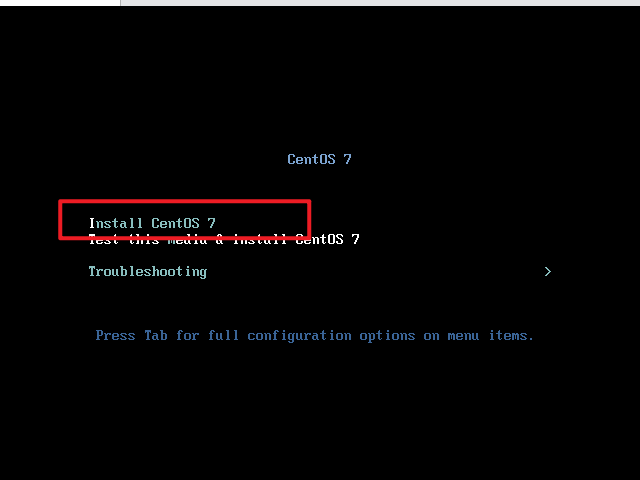 CentOS 7
Install CentOS 7
Test this media & install CentOS 7
Troubleshooting >
Press Tab for full configuration options on menu items.